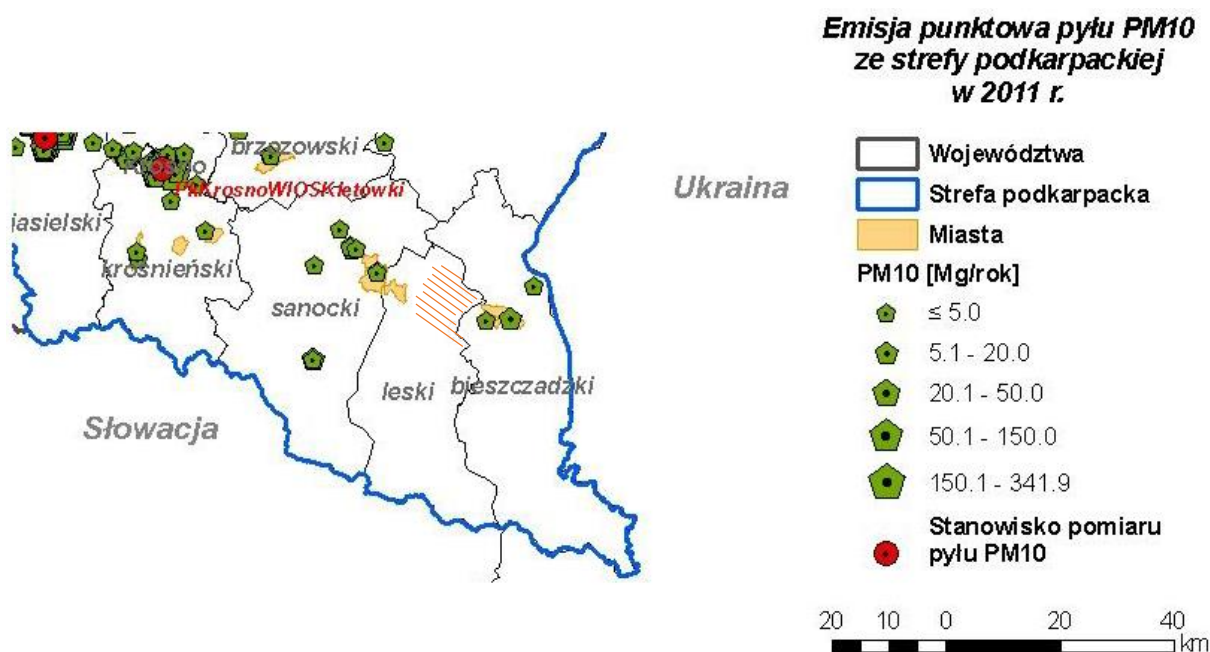 Emisja punktowa pyłu PM10
ze strefy podkarpackiej
w 2011 r.
Województwa
Strefa podkarpacka
Miasta
PM10 [Mg/rok]
≤ 5.0
5.1 - 20.0
20.1 - 50.0
50.1 - 150.0
150.1 - 341.9
Stanowisko pomiaru
pyłu PM10
20 10 0 20 40
km
brzozowski
Krosno
PkKrosnoWIOSKletówki
Ukraina
jasielski
krośnieński
sanocki
leski
bieszczadzki
Słowacja